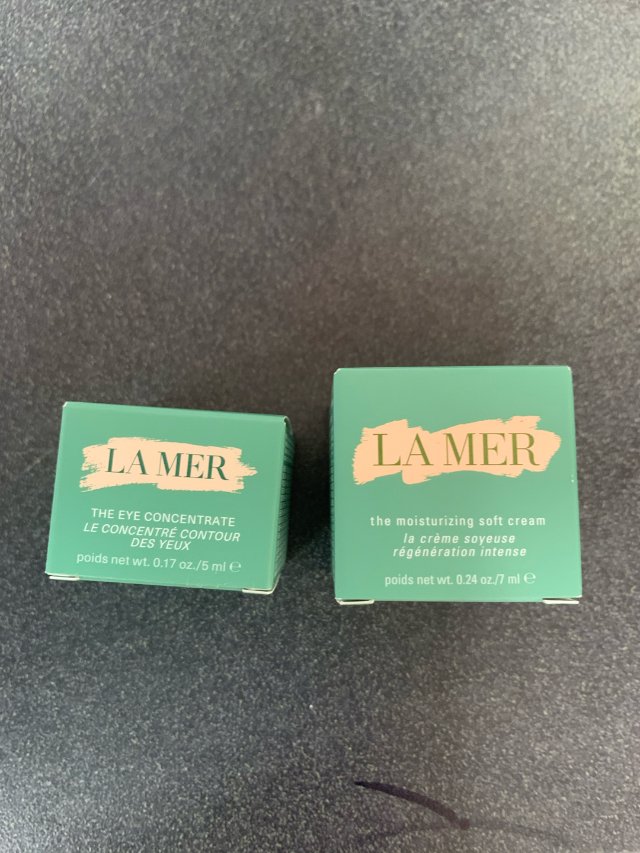 LA MER
THE EYE CONCENTRATE
LE CONCENTRÉ CONTOUR
DES YEUX
poids net wt. 0.17 oz./5 ml ℮
LA MER
the moisturizing soft cream
la crème soyeuse
régénération intense
poids net wt. 0.24 oz./7 ml ℮